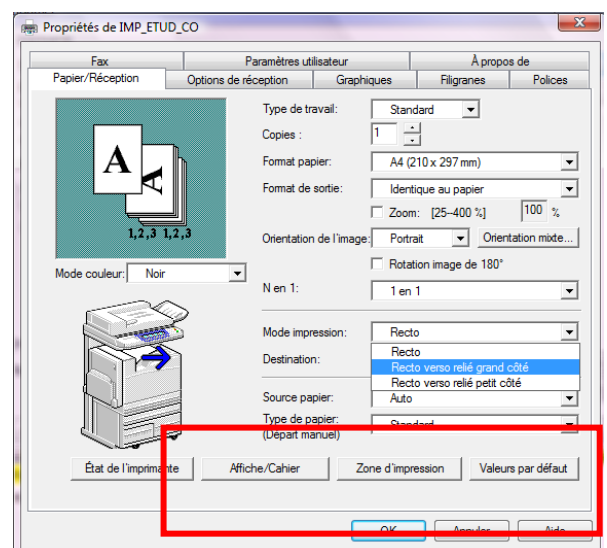 Propriétés de IMP_ETUD_CO
Fax Paramètres utilisateur À propos de
Papier/Réception Options de réception Graphiques Filigranes Polices
Type de travail: Standard
Copies : 1
Format papier: A4 (210 x 297 mm)
Format de sortie: Identique au papier
Zoom: [25--400 %] 100 %
A A
1,2,3 1,2,3
Orientation de l'image: Portrait Orientation mixte...
Rotation image de 180°
Mode couleur: Noir
N en 1: 1 en 1
Mode impression: Recto
Recto
Destination: Recto verso relié grand côté
Recto verso relié petit côté
Source papier: Auto
Type de papier: Standard
(Départ manuel)
État de l'imprimante Affiche/Cahier Zone d'impression Valeurs par défaut
OK Annuler Aide